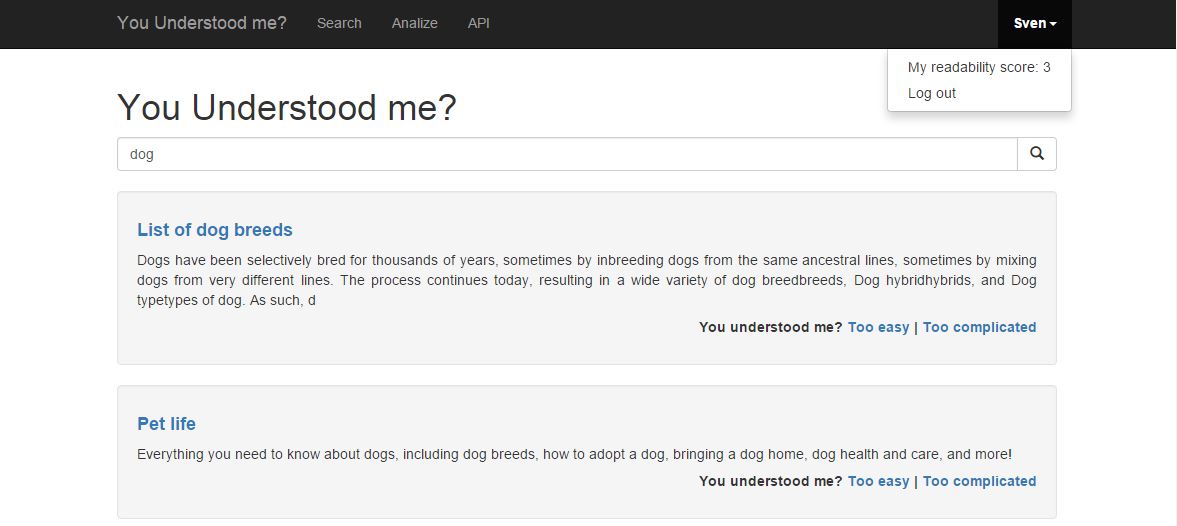 You Understood me? Search Analize API Sven
My readability score: 3
Log out
You Understood me?
dog
List of dog breeds
Dogs have been selectively bred for thousands of years, sometimes by inbreeding dogs from the same ancestral lines, sometimes by mixing
dogs from very different lines. The process continues today, resulting in a wide variety of dog breedbreeds, Dog hybridhybrids, and Dog
typetypes of dog. As such, d
You understood me? Too easy | Too complicated
Pet life
Everything you need to know about dogs, including dog breeds, how to adopt a dog, bringing a dog home, dog health and care, and more!
You understood me? Too easy | Too complicated